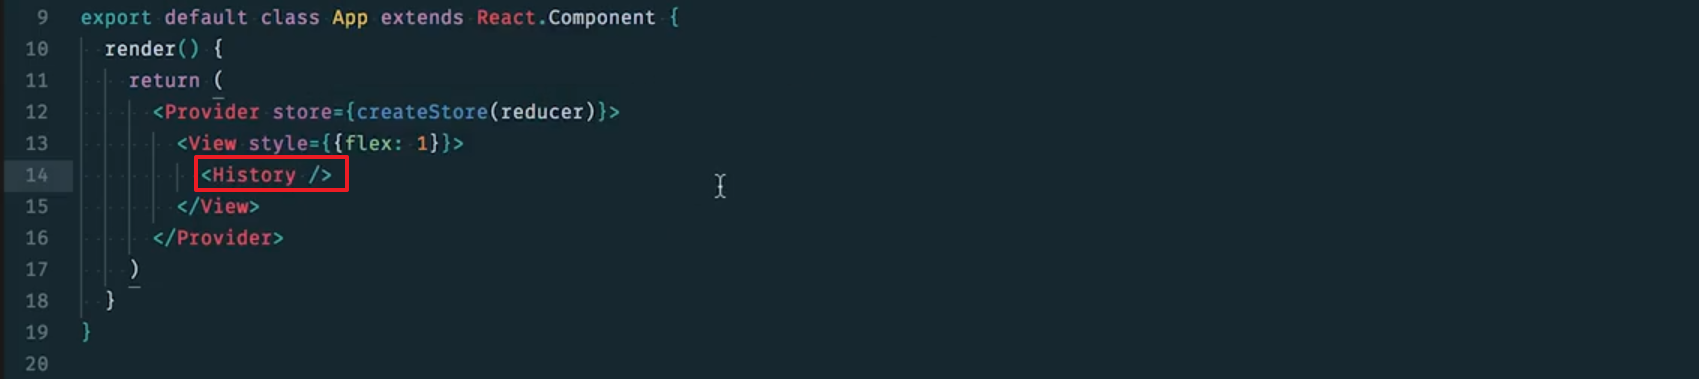 9 export default class App extends React.Component {
10 render() {
11 return (
12 <Provider store={createStore(reducer)}>
13 <View style={{flex: 1}}>
14 <History />
15 </View>
16 </Provider>
17 )
18 }
19 }
20